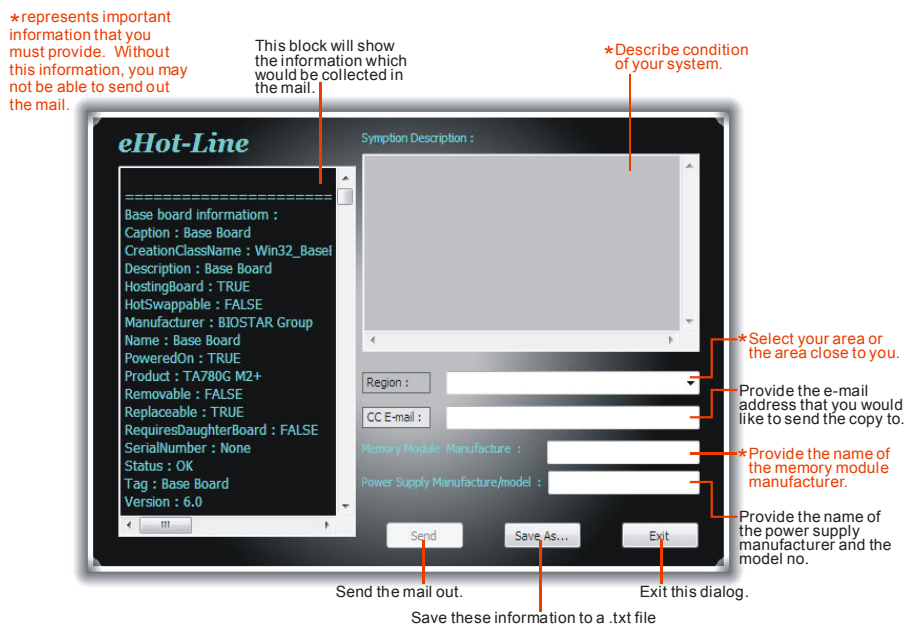 *represents important
information that you
must provide. Without
this information, you may
not be able to send out
the mail.
This block will show
the information which
would be collected in
the mail.
*Describe condition
of your system.
eHot-Line
Symption Description :
======================
Base board informatiom :
Caption : Base Board
CreationClassName : Win32_BaseB
Description : Base Board
HostingBoard : TRUE
HotSwappable : FALSE
Manufacturer : BIOSTAR Group
Name : Base Board
PoweredOn : TRUE
Product : TA780G M2+
Removable : FALSE
Replaceable : TRUE
RequiresDaughterBoard : FALSE
SerialNumber : None
Status : OK
Tag : Base Board
Version : 6.0
Region :
CC E-mail :
Memory Module Manufacture :
Power Supply Manufacture/model :
Send
Save As...
Exit
*Select your area or
the area close to you.
Provide the e-mail
address that you would
like to send the copy to.
*Provide the name of
the memory module
manufacturer.
Provide the name of
the power supply
manufacturer and the
model no.
Send the mail out.
Exit this dialog.
Save these information to a .txt file